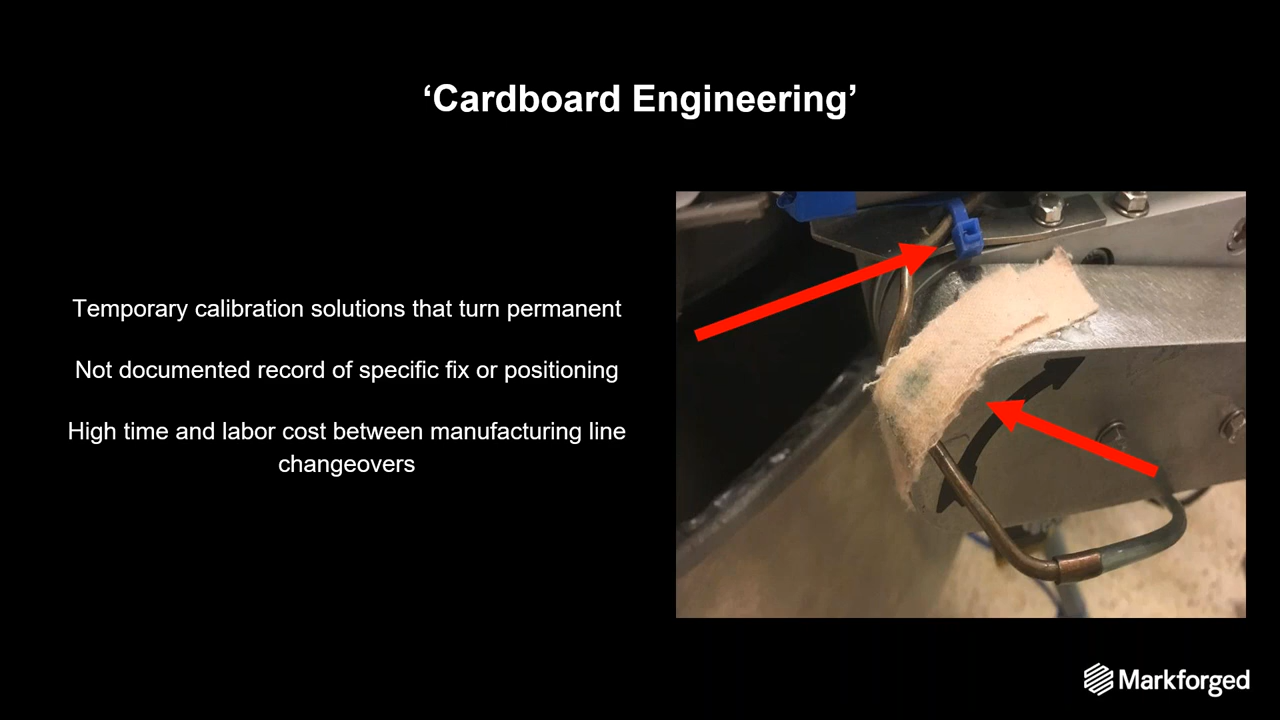 ‘Cardboard Engineering’
Temporary calibration solutions that turn permanent
Not documented record of specific fix or positioning
High time and labor cost between manufacturing line
changeovers
Markforged